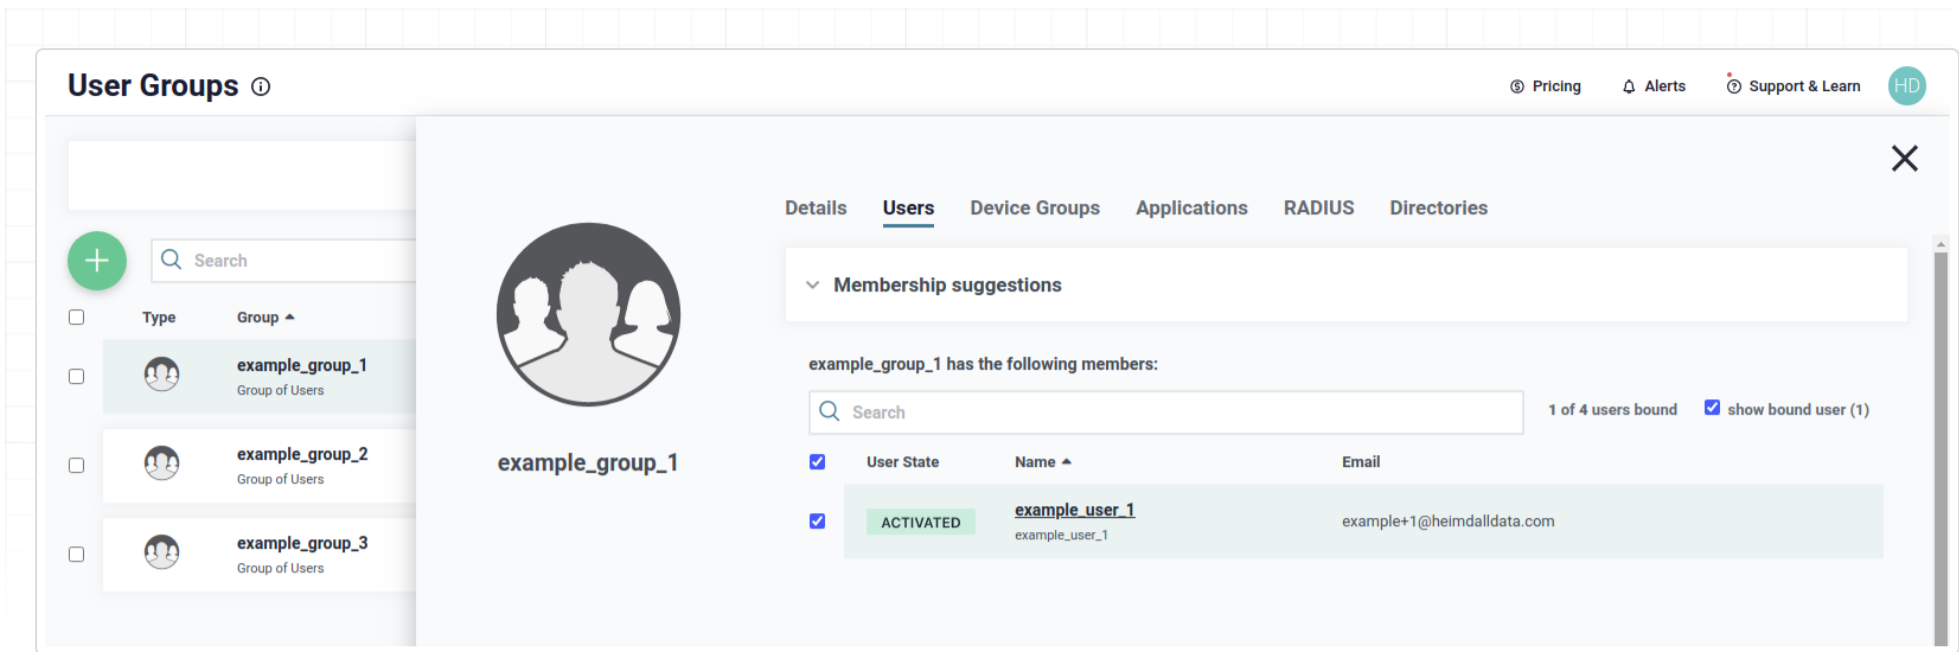 User Groups
Pricing
Alerts
Support & Learn
HD
Search
Type
Group
example_group_1
Group of Users
example_group_2
Group of Users
example_group_3
Group of Users
example_group_1
Details
Users
Device Groups
Applications
RADIUS
Directories
Membership suggestions
example_group_1 has the following members:
Search
1 of 4 users bound
show bound user (1)
User State
Name
Email
ACTIVATED
example_user_1
example_user_1
example+1@heimdalldata.com